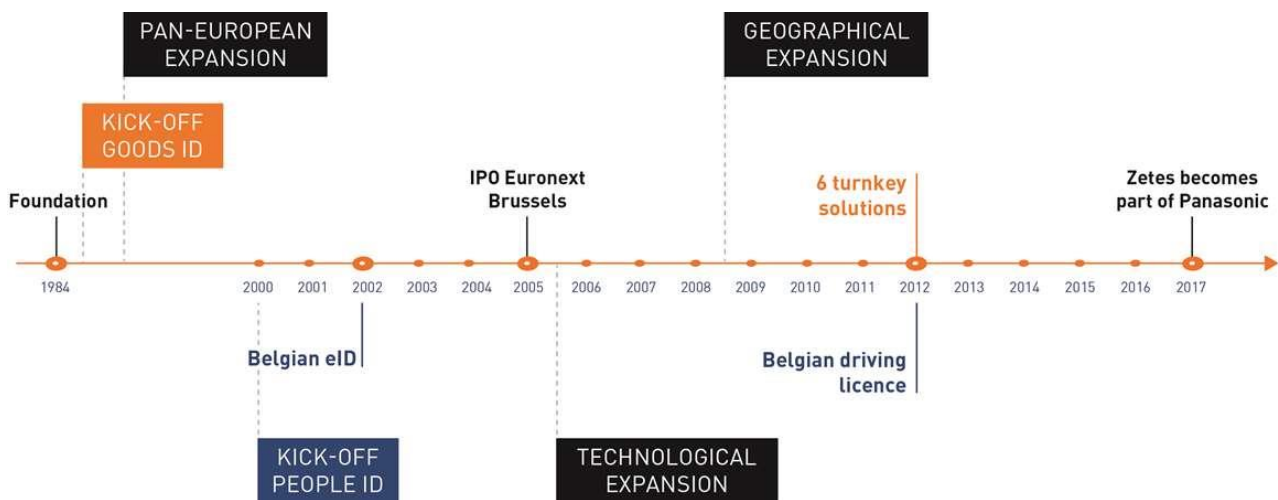 PAN-EUROPEAN
EXPANSION
GEOGRAPHICAL
EXPANSION
KICK-OFF
GOODS ID
Foundation
IPO Euronext
Brussels
6 turnkey
solutions
Zetes becomes
part of Panasonic
1984
2000
2001
2002
2003
2004
2005
2006
2007
2008
2009
2010
2011
2012
2013
2014
2015
2016
2017
Belgian eID
Belgian driving
licence
KICK-OFF
PEOPLE ID
TECHNOLOGICAL
EXPANSION